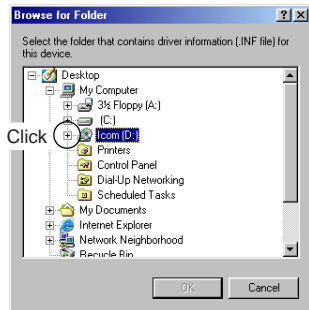 Browse for Folder
Select the folder that contains driver information (.INF file) for
this device.
Desktop
My Computer
3½ Floppy (A:)
(C:)
Click
Icom (D:)
Printers
Control Panel
Dial-Up Networking
Scheduled Tasks
My Documents
Internet Explorer
Network Neighborhood
Recycle Bin
OK
Cancel